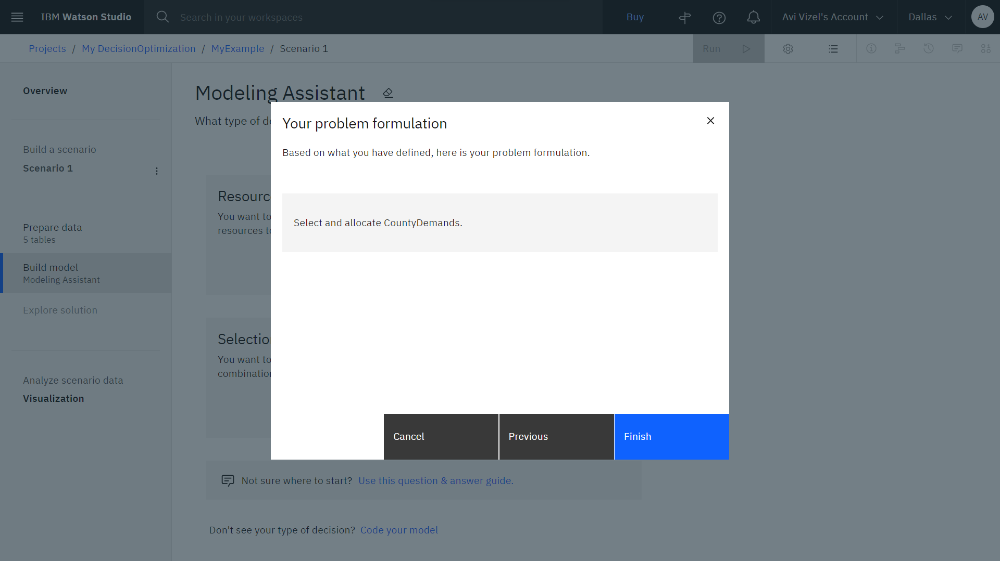 IBM Watson Studio
Search in your workspaces
Buy
Avi Vizel's Account
Dallas
AV
Projects / My DecisionOptimization / MyExample / Scenario 1
Run
Overview
Build a scenario
Scenario 1
Prepare data
5 tables
Build model
Modeling Assistant
Explore solution
Analyze scenario data
Visualization
Modeling Assistant
What type of
Your problem formulation
Based on what you have defined, here is your problem formulation.
Select and allocate CountyDemands.
Cancel
Previous
Finish
You want to
resources
You want to
Not sure where to start? Use this question & answer guide.
Don't see your type of decision? Code your model